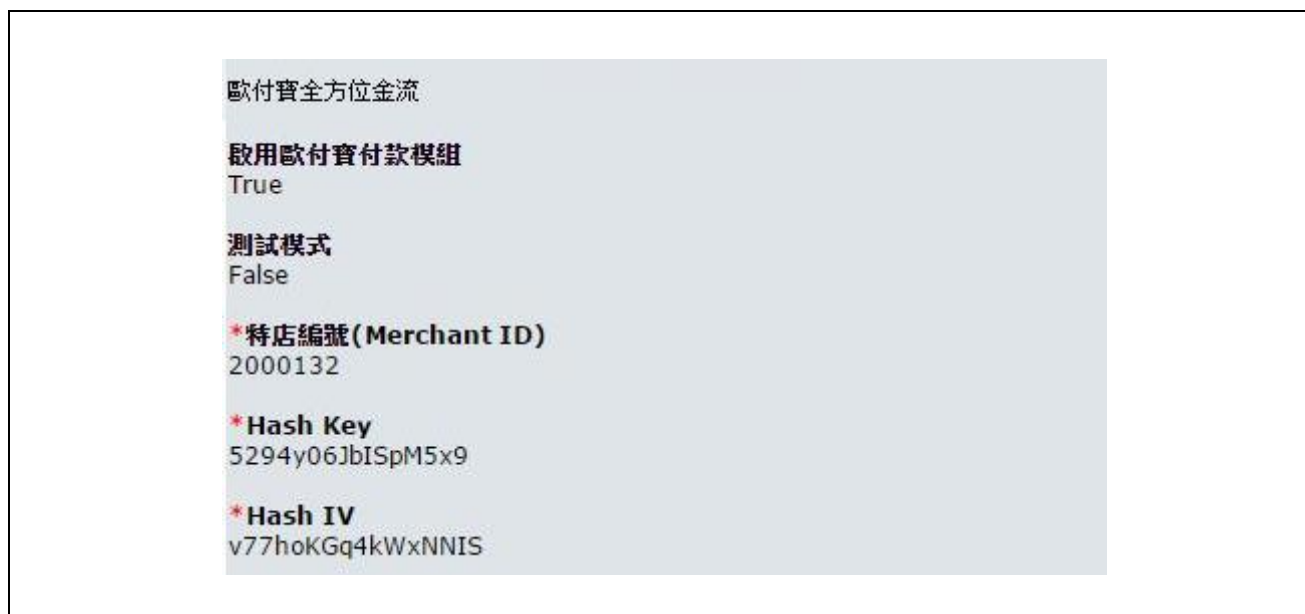 歐付寶全方位金流
啟用歐付寶付款模組
True
測試模式
False
*特店編號(Merchant ID)
2000132
*Hash Key
5294y06JbISpM5x9
*Hash IV
v77hoKGq4kWxNNIS